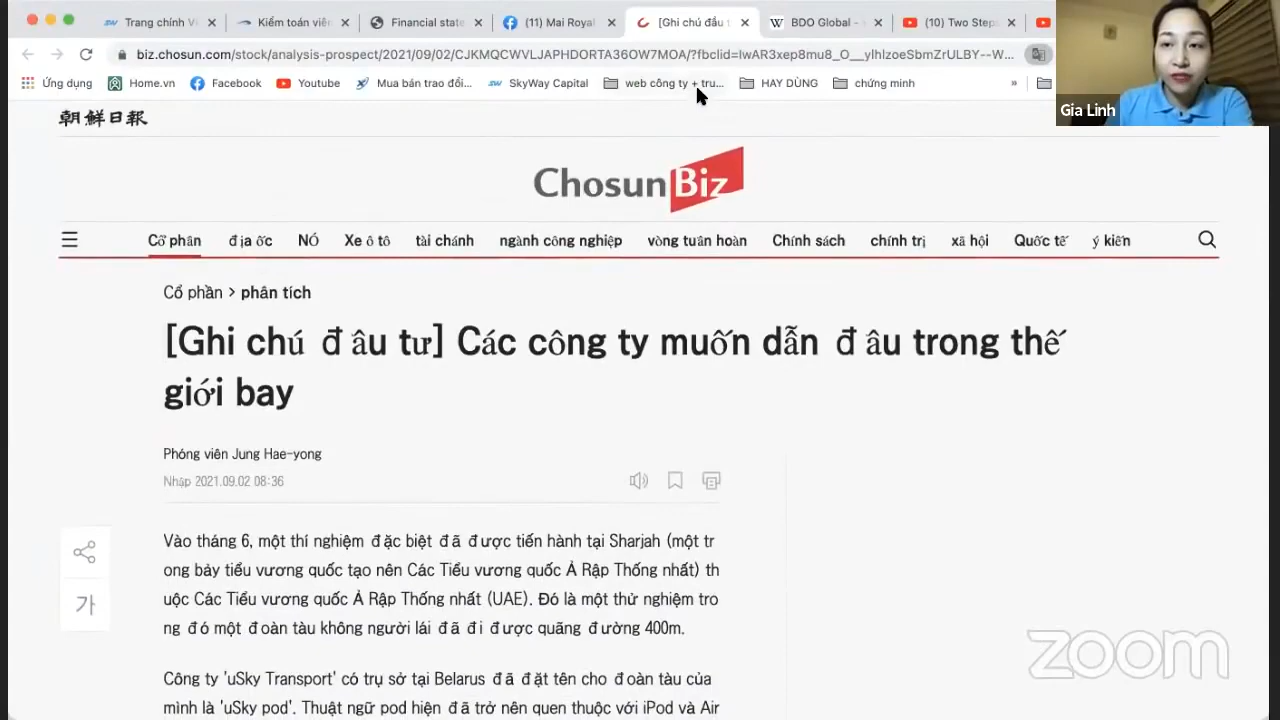 Trang chính V
Kiểm toán viên
Financial state
(11) Mai Royal
[Ghi chú đầu t
BDO Global -
(10) Two Step
biz.chosun.com/stock/analysis-prospect/2021/09/02/CJKMQCWVLJAPHDORTA36OW7MOA/?fbclid=IwAR3xep8mu8_O__ylhlzoeSbmZrULBY--W...
Ứng dụng
Home.vn
Facebook
Youtube
Mua bán trao đổi...
SkyWay Capital
web công ty + tru...
HAY DÙNG
chứng minh
»
Gia Linh
朝鮮日報
ChosunBiz
Cổ phần
địa ốc
NÓ
Xe ô tô
tài chánh
ngành công nghiệp
vòng tuần hoàn
Chính sách
chính trị
xã hội
Quốc tế
ý kiến
Cổ phần > phân tích
[Ghi chú đầu tư] Các công ty muốn dẫn đầu trong thế
giới bay
Phóng viên Jung Hae-yong
Nhập 2021.09.02 08:36
가
Vào tháng 6, một thí nghiệm đặc biệt đã được tiến hành tại Sharjah (một tr
ong bảy tiểu vương quốc tạo nên Các Tiểu vương quốc Ả Rập Thống nhất) th
uộc Các Tiểu vương quốc Ả Rập Thống nhất (UAE). Đó là một thử nghiệm tro
ng đó một đoàn tàu không người lái đã đi được quãng đường 400m.
Công ty 'uSky Transport' có trụ sở tại Belarus đã đặt tên cho đoàn tàu của
mình là 'uSky pod'. Thuật ngữ pod hiện đã trở nên quen thuộc với iPod và Air
zoom